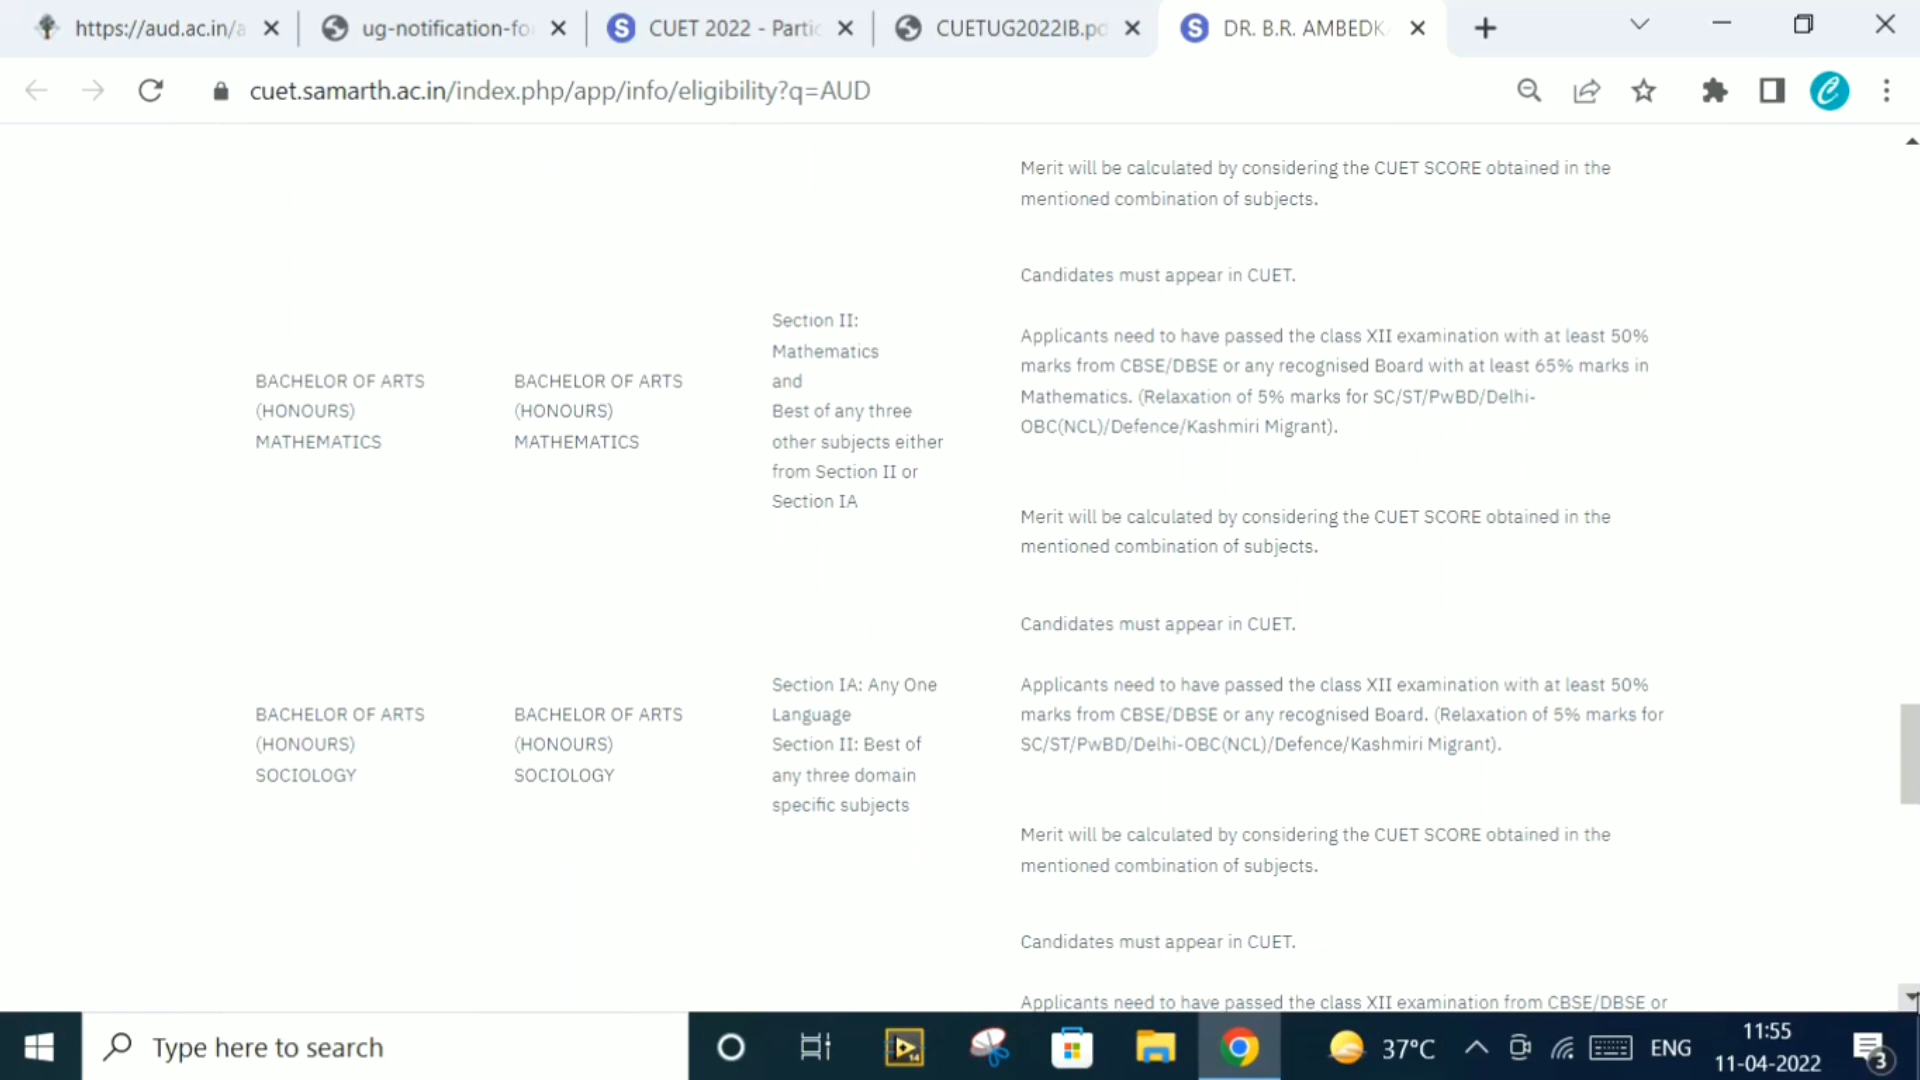 https://aud.ac.in/a
ug-notification-fo
CUET 2022 - Partic
CUETUG2022IB.pd
DR. B.R. AMBEDK
cuet.samarth.ac.in/index.php/app/info/eligibility?q=AUD
Merit will be calculated by considering the CUET SCORE obtained in the
mentioned combination of subjects.
BACHELOR OF ARTS
(HONOURS)
MATHEMATICS
BACHELOR OF ARTS
(HONOURS)
MATHEMATICS
Section II:
Mathematics
and
Best of any three
other subjects either
from Section II or
Section IA
Candidates must appear in CUET.
Applicants need to have passed the class XII examination with at least 50%
marks from CBSE/DBSE or any recognised Board with at least 65% marks in
Mathematics. (Relaxation of 5% marks for SC/ST/PwBD/Delhi-
OBC(NCL)/Defence/Kashmiri Migrant).
Merit will be calculated by considering the CUET SCORE obtained in the
mentioned combination of subjects.
BACHELOR OF ARTS
(HONOURS)
SOCIOLOGY
BACHELOR OF ARTS
(HONOURS)
SOCIOLOGY
Section IA: Any One
Language
Section II: Best of
any three domain
specific subjects
Candidates must appear in CUET.
Applicants need to have passed the class XII examination with at least 50%
marks from CBSE/DBSE or any recognised Board. (Relaxation of 5% marks for
SC/ST/PwBD/Delhi-OBC(NCL)/Defence/Kashmiri Migrant).
Merit will be calculated by considering the CUET SCORE obtained in the
mentioned combination of subjects.
Candidates must appear in CUET.
Applicants need to have passed the class XII examination from CBSE/DBSE or
Type here to search
14
37°C
ENG
11:55
11-04-2022
3